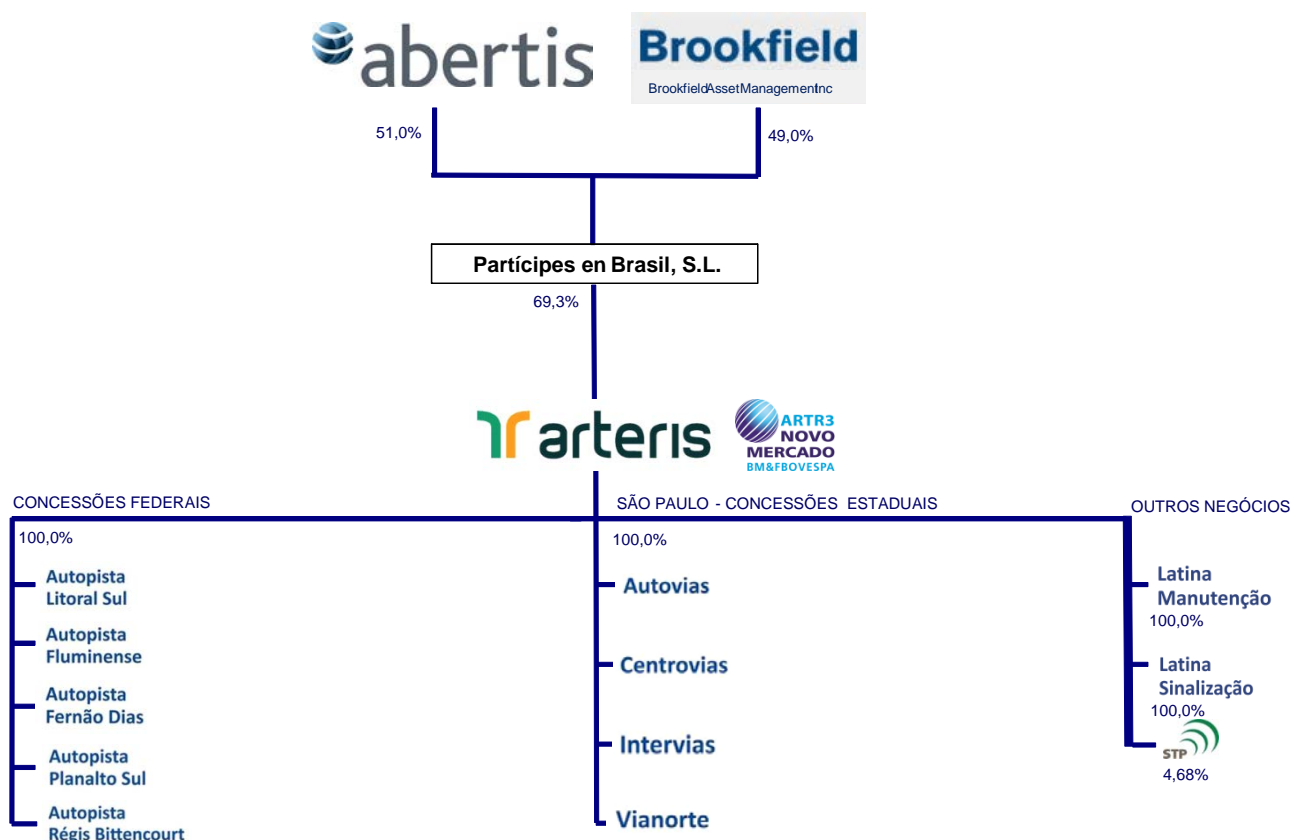 abertis
Brookfield
BrookfieldAssetManagementInc
51,0%
49,0%
Partícipes en Brasil, S.L.
69,3%
arteris
ARTR3
NOVO
MERCADO
BM&FBOVESPA
CONCESSÕES FEDERAIS
SÃO PAULO - CONCESSÕES ESTADUAIS
OUTROS NEGÓCIOS
100,0%
Autopista
Litoral Sul
Autopista
Fluminense
Autopista
Fernão Dias
Autopista
Planalto Sul
Autopista
Régis Bittencourt
100,0%
Autovias
Centrovias
Intervias
Vianorte
Latina
Manutenção
100,0%
Latina
Sinalização
100,0%
STP
4,68%